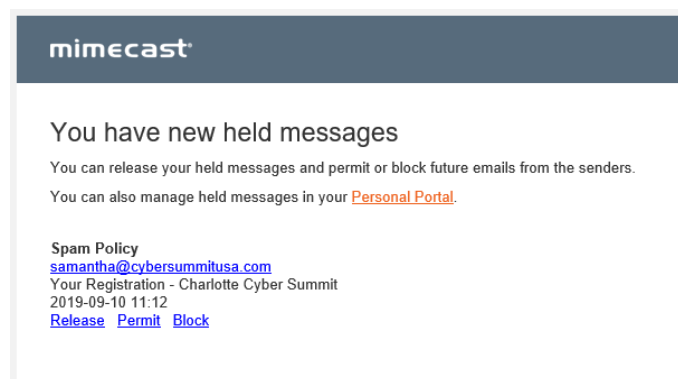 mimecast®
You have new held messages
You can release your held messages and permit or block future emails from the senders.
You can also manage held messages in your Personal Portal.
Spam Policy
samantha@cybersummitusa.com
Your Registration - Charlotte Cyber Summit
2019-09-10 11:12
Release Permit Block